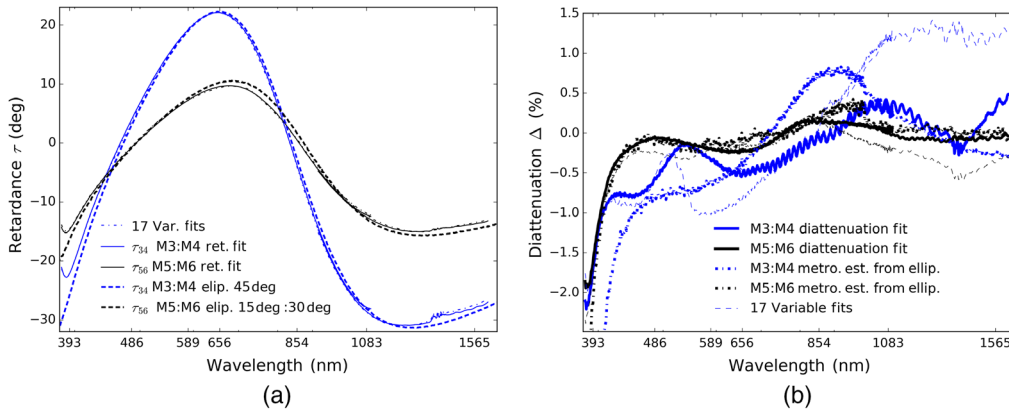 20
10
0
−10
−20
−30
Retardance τ (deg)
17 Var. fits
τ34 M3:M4 ret. fit
τ56 M5:M6 ret. fit
τ34 M3:M4 elip. 45deg
τ56 M5:M6 elip. 15deg :30deg
393 486 656 854 1083 1565
Wavelength (nm)
(a)
1.5
1.0
0.5
0.0
−0.5
−1.0
−1.5
−2.0
Diattenuation Δ (%)
M3:M4 diattenuation fit
M5:M6 diattenuation fit
M3:M4 metro. est. from ellip.
M5:M6 metro. est. from ellip.
17 Variable fits
393 486 589 656 854 1083 1565
Wavelength (nm)
(b)